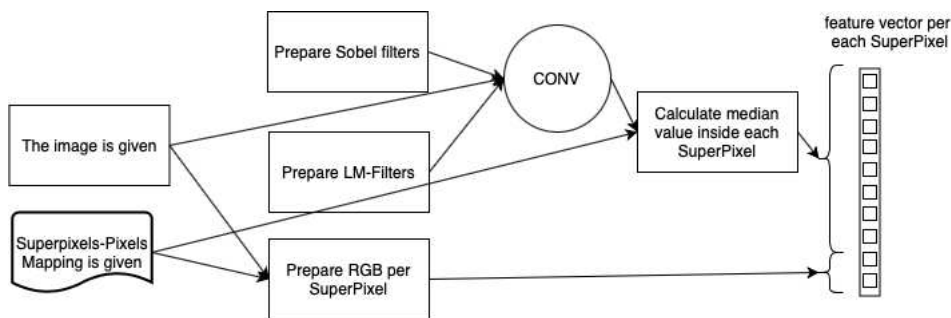 feature vector per
each SuperPixel
Prepare Sobel filters
CONV
Calculate median
value inside each
SuperPixel
The image is given
Prepare LM-Filters
Superpixels-Pixels
Mapping is given
Prepare RGB per
SuperPixel